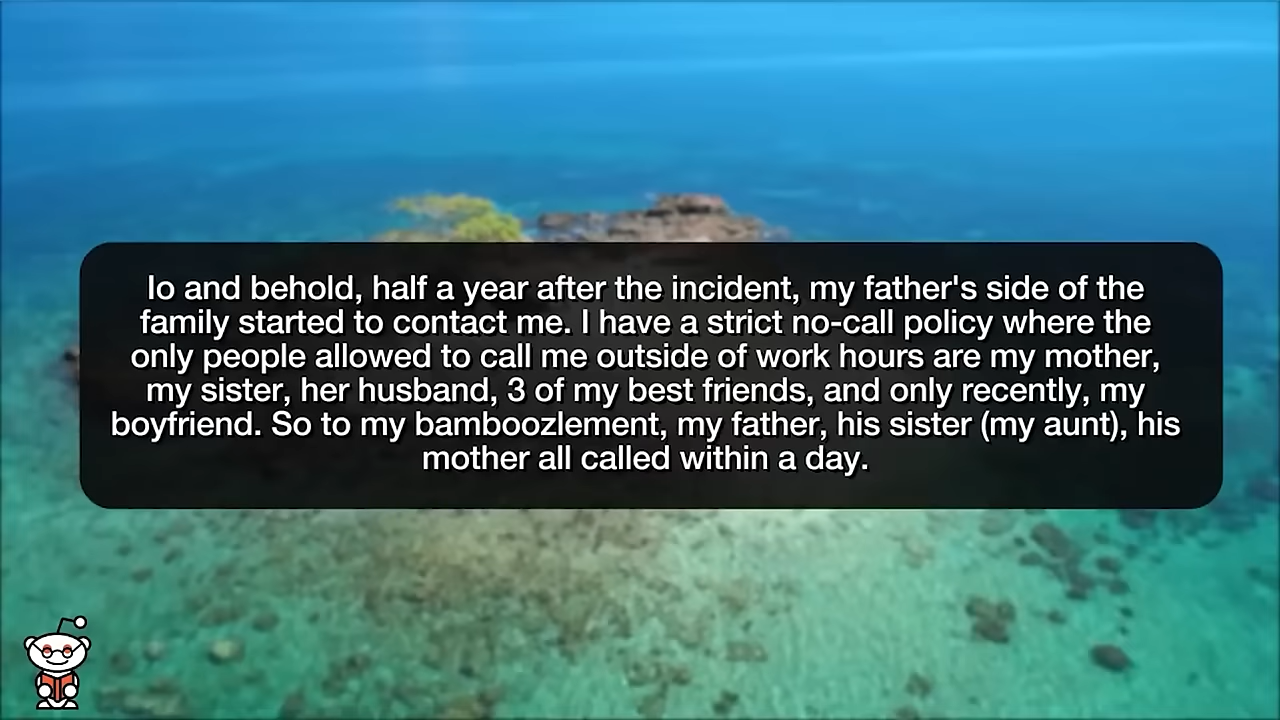 lo and behold, half a year after the incident, my father's side of the
family started to contact me. I have a strict no-call policy where the
only people allowed to call me outside of work hours are my mother,
my sister, her husband, 3 of my best friends, and only recently, my
boyfriend. So to my bamboozlement, my father, his sister (my aunt), his
mother all called within a day.